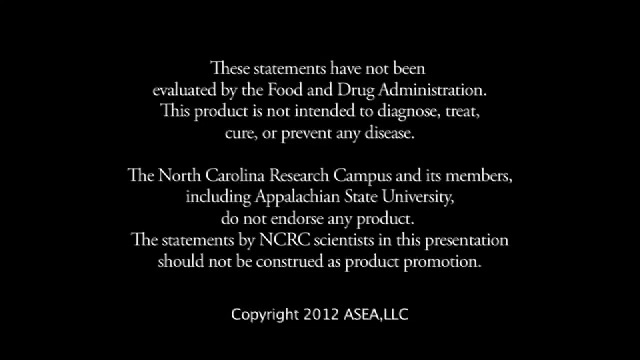 These statements have not been
evaluated by the Food and Drug Administration.
This product is not intended to diagnose, treat,
cure, or prevent any disease.
The North Carolina Research Campus and its members,
including Appalachian State University,
do not endorse any product.
The statements by NCRC scientists in this presentation
should not be construed as product promotion.
Copyright 2012 ASEA,LLC